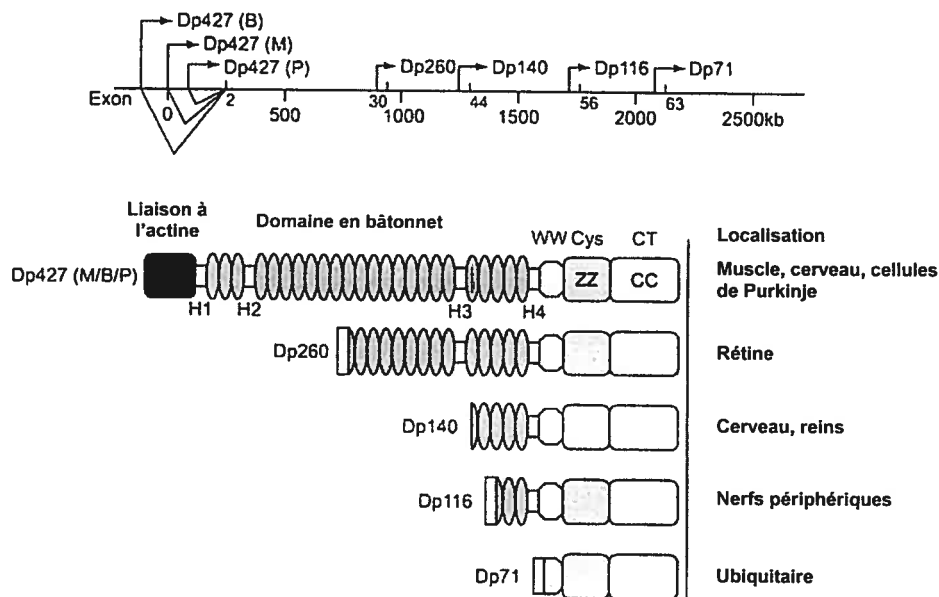 Dp427 (B)
Dp427 (M)
Dp427 (P)
Dp260
Dp140
Dp116
Dp71
Exon
0
2
500
30
1000
44
1500
56
2000
63
2500kb
Liaison à
l'actine
Domaine en bâtonnet
WW
Cys
CT
Localisation
Dp427 (M/B/P)
ZZ
CC
Muscle, cerveau, cellules
de Purkinje
H1
H2
H3
H4
Dp260
Rétine
Dp140
Cerveau, reins
Dp116
Nerfs périphériques
Dp71
Ubiquitaire